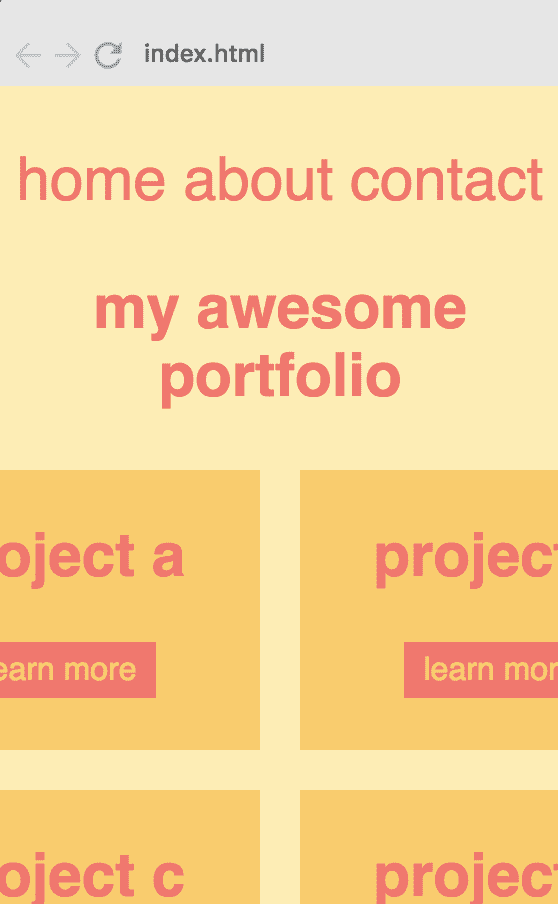 index.html
home about contact
my awesome
portfolio
oject a project
earn more learn mor
oject c project